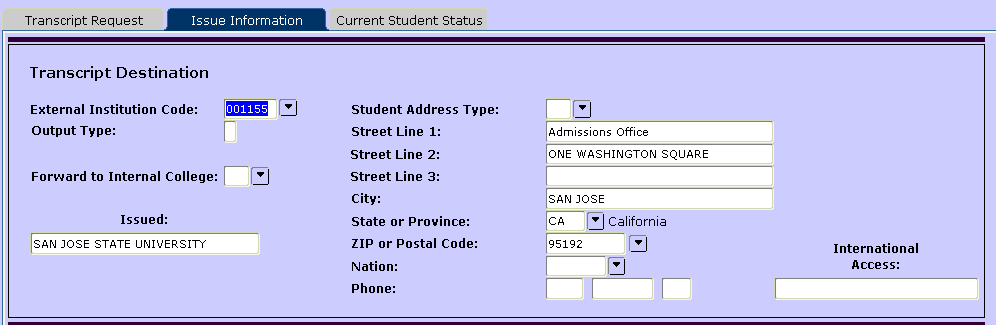 Transcript Request Issue Information Current Student Status
Transcript Destination
External Institution Code: 001155 Student Address Type:
Output Type: Street Line 1: Admissions Office
Street Line 2: ONE WASHINGTON SQUARE
Forward to Internal College: Street Line 3:
City: SAN JOSE
Issued: State or Province: CA California
SAN JOSE STATE UNIVERSITY ZIP or Postal Code: 95192 International
Nation: Access:
Phone: